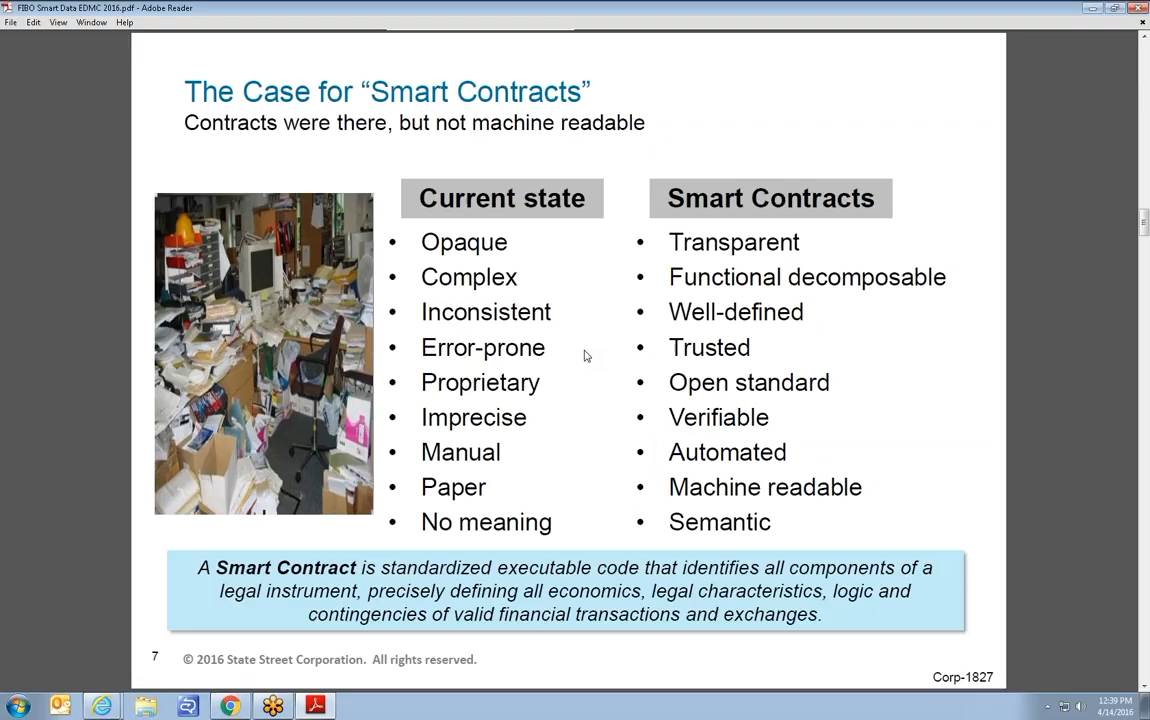 FIBO Smart Data EDMC 2016.pdf - Adobe Reader
File Edit View Window Help
The Case for “Smart Contracts”
Contracts were there, but not machine readable
Current state
• Opaque
• Complex
• Inconsistent
• Error-prone
• Proprietary
• Imprecise
• Manual
• Paper
• No meaning
Smart Contracts
• Transparent
• Functional decomposable
• Well-defined
• Trusted
• Open standard
• Verifiable
• Automated
• Machine readable
• Semantic
A Smart Contract is standardized executable code that identifies all components of a
legal instrument, precisely defining all economics, legal characteristics, logic and
contingencies of valid financial transactions and exchanges.
7 © 2016 State Street Corporation. All rights reserved.
Corp-1827
12:39 PM
4/14/2016